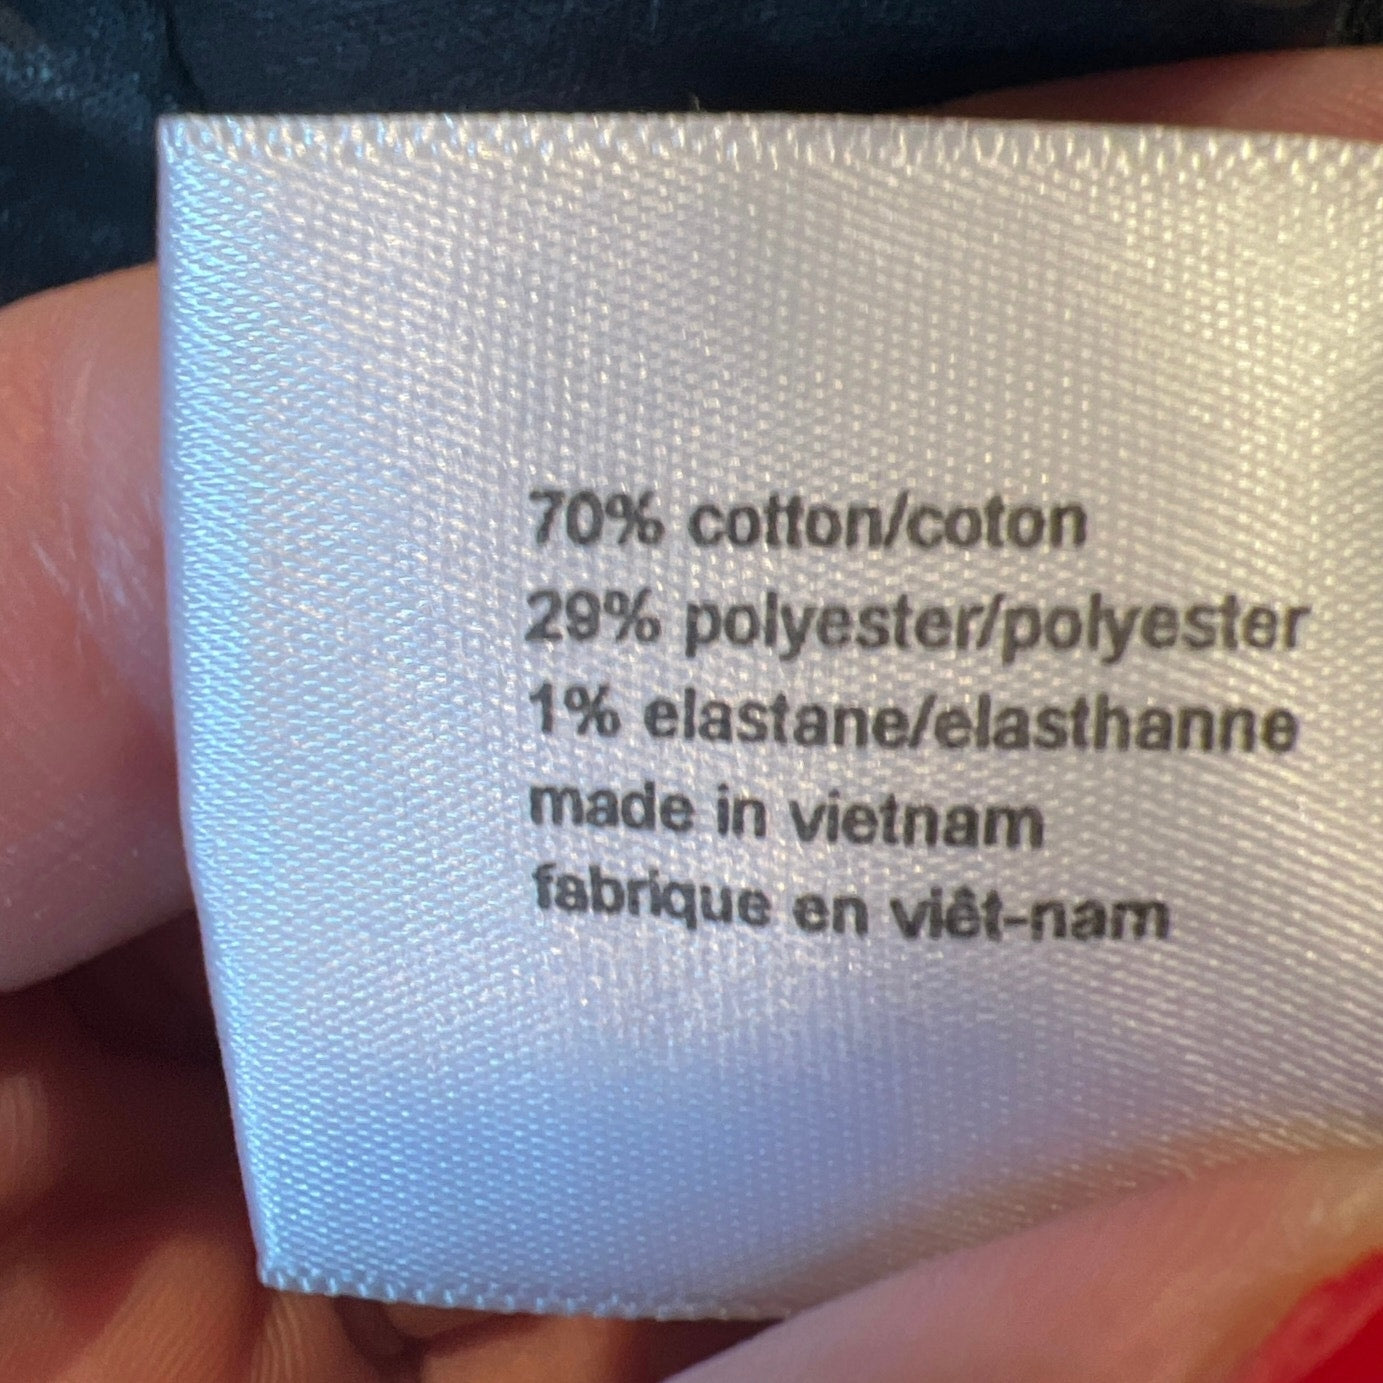 70% cotton/coton
29% polyester/polyester
1% elastane/elasthanne
made in vietnam
fabrique en viêt-nam